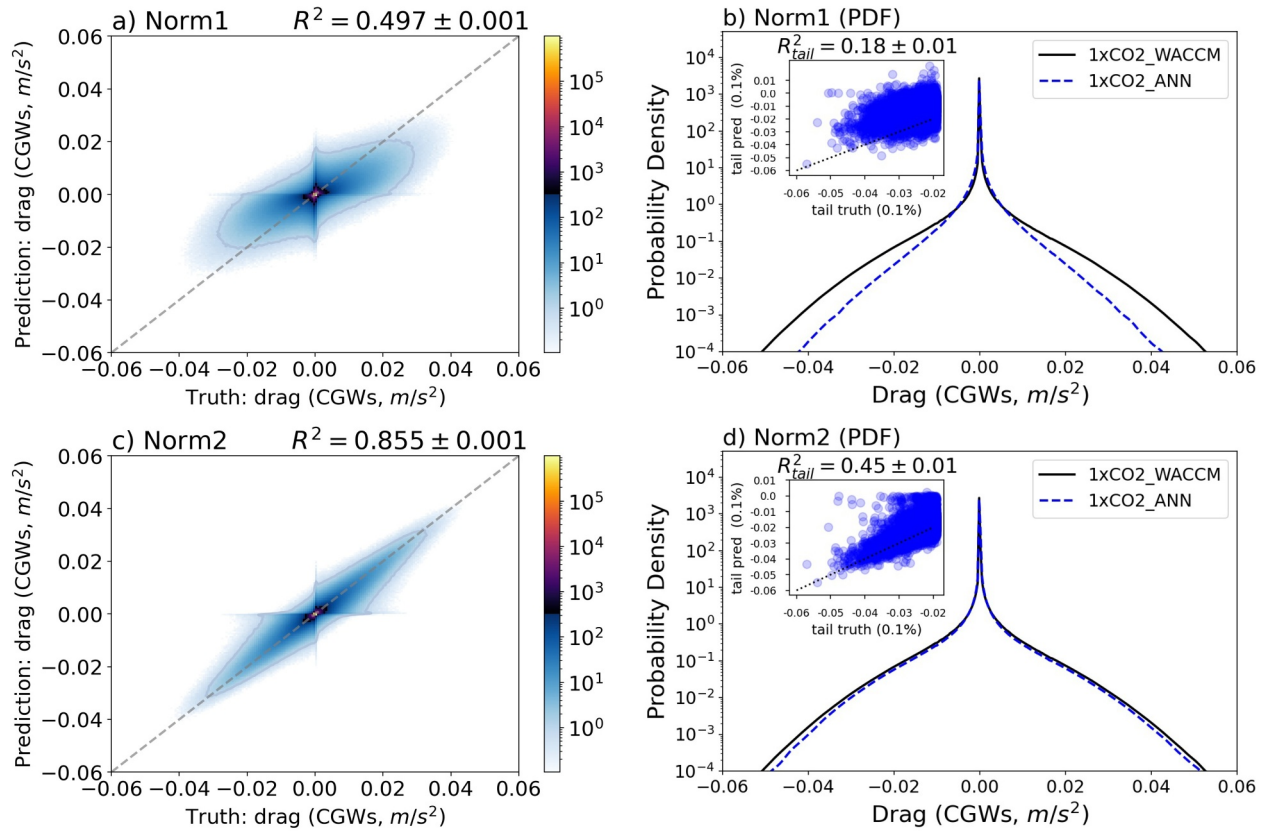 a) Norm1 R² = 0.497 ± 0.001
0.06
0.04
0.02
0.00
−0.02
−0.04
−0.06
Prediction: drag (CGWs, m/s²)
−0.06 −0.04 −0.02 0.00 0.02 0.04 0.06
Truth: drag (CGWs, m/s²)
10⁵
10⁴
10³
10²
10¹
10⁰
b) Norm1 (PDF)
R²tail = 0.18 ± 0.01
1xCO2_WACCM
1xCO2_ANN
10⁴
10³
10²
10¹
10⁰
10⁻¹
10⁻²
10⁻³
10⁻⁴
Probability Density
0.01
0.0
-0.01
-0.02
-0.03
-0.04
-0.05
-0.06
tail pred (0.1%)
-0.06 -0.05 -0.04 -0.03 -0.02
tail truth (0.1%)
−0.06 −0.04 −0.02 0.00 0.02 0.04 0.06
Drag (CGWs, m/s²)
c) Norm2 R² = 0.855 ± 0.001
0.06
0.04
0.02
0.00
−0.02
−0.04
−0.06
Prediction: drag (CGWs, m/s²)
−0.06 −0.04 −0.02 0.00 0.02 0.04 0.06
Truth: drag (CGWs, m/s²)
10⁵
10⁴
10³
10²
10¹
10⁰
d) Norm2 (PDF)
R²tail = 0.45 ± 0.01
1xCO2_WACCM
1xCO2_ANN
10⁴
10³
10²
10¹
10⁰
10⁻¹
10⁻²
10⁻³
10⁻⁴
Probability Density
0.01
0.0
-0.01
-0.02
-0.03
-0.04
-0.05
-0.06
tail pred (0.1%)
-0.06 -0.05 -0.04 -0.03 -0.02
tail truth (0.1%)
−0.06 −0.04 −0.02 0.00 0.02 0.04 0.06
Drag (CGWs, m/s²)